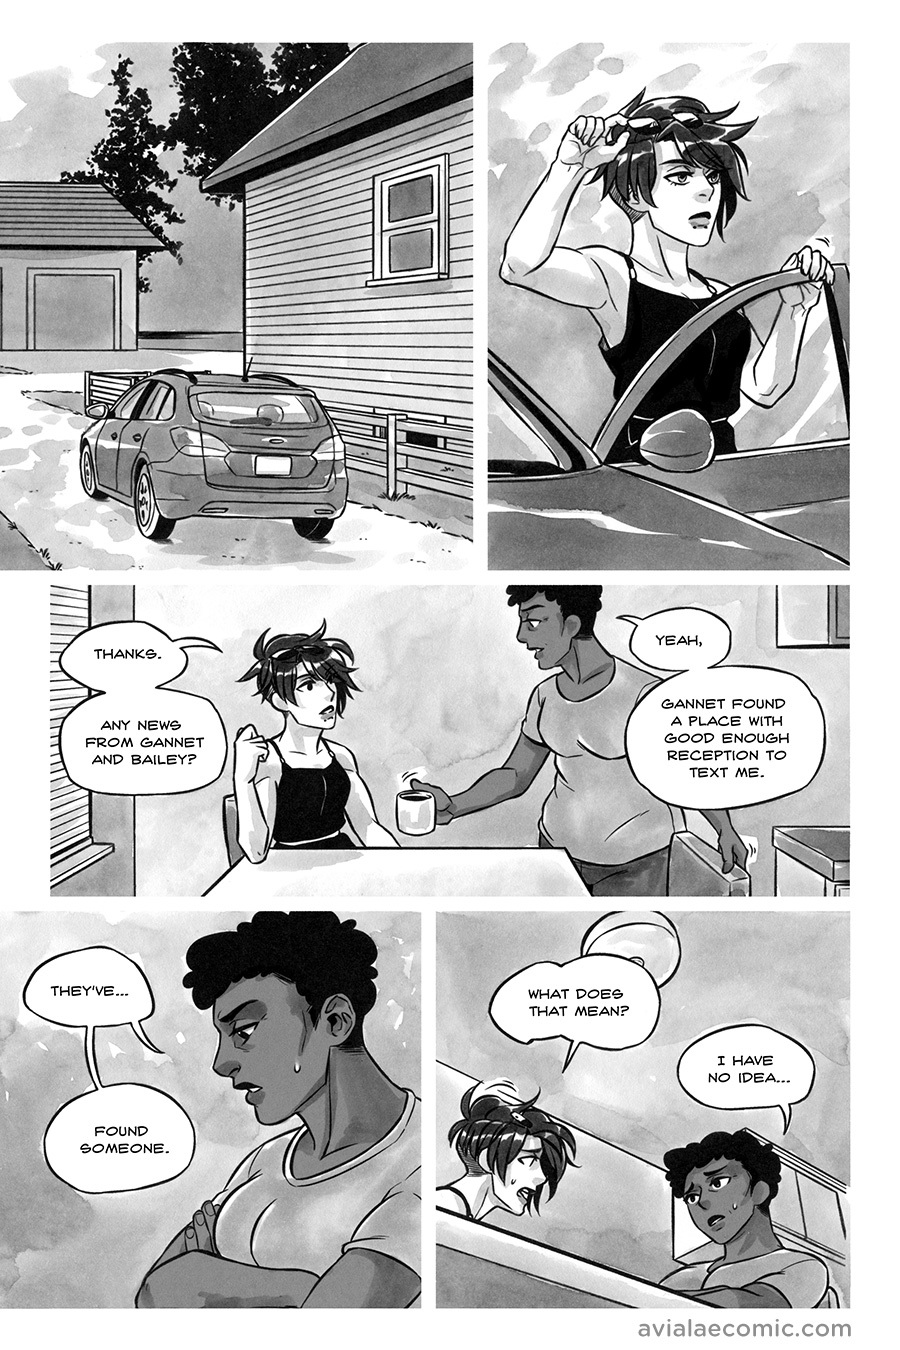 THANKS.
ANY NEWS
FROM GANNET
AND BAILEY?
YEAH,
GANNET FOUND
A PLACE WITH
GOOD ENOUGH
RECEPTION TO
TEXT ME.
THEY'VE...
FOUND
SOMEONE.
WHAT DOES
THAT MEAN?
I HAVE
NO IDEA...
avialaecomic.com